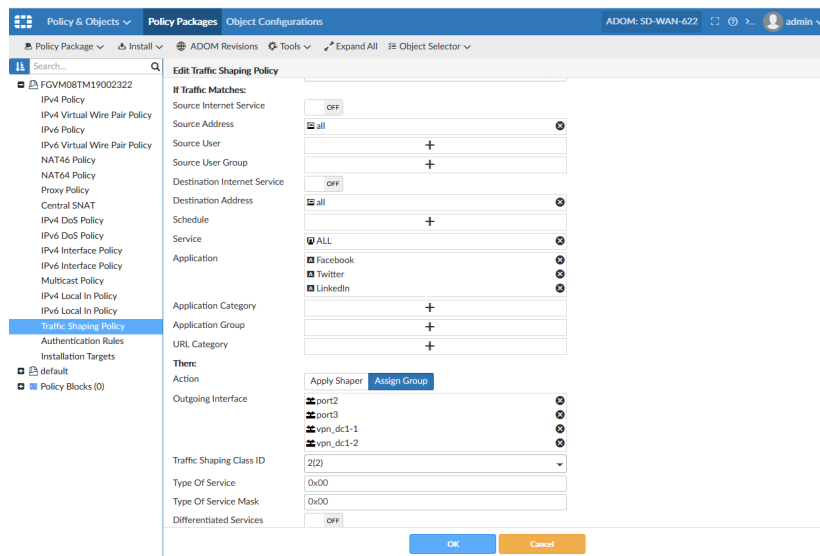 Policy & Objects Policy Packages Object Configurations ADOM: SD-WAN-622 admin
Policy Package Install ADOM Revisions Tools Expand All Object Selector
Search...
Edit Traffic Shaping Policy
FGVM08TM19002322
IPv4 Policy
IPv4 Virtual Wire Pair Policy
IPv6 Policy
IPv6 Virtual Wire Pair Policy
NAT46 Policy
NAT64 Policy
Proxy Policy
Central SNAT
IPv4 DoS Policy
IPv6 DoS Policy
IPv4 Interface Policy
IPv6 Interface Policy
Multicast Policy
IPv4 Local In Policy
IPv6 Local In Policy
Traffic Shaping Policy
Authentication Rules
Installation Targets
default
Policy Blocks (0)
If Traffic Matches:
Source Internet Service OFF
Source Address all
Source User +
Source User Group +
Destination Internet Service OFF
Destination Address all
Schedule +
Service ALL
Application Facebook
Twitter
LinkedIn
Application Category +
Application Group +
URL Category +
Then:
Action Apply Shaper Assign Group
Outgoing Interface port2
port3
vpn_dc1-1
vpn_dc1-2
Traffic Shaping Class ID 2(2)
Type Of Service 0x00
Type Of Service Mask 0x00
Differentiated Services OFF
OK Cancel